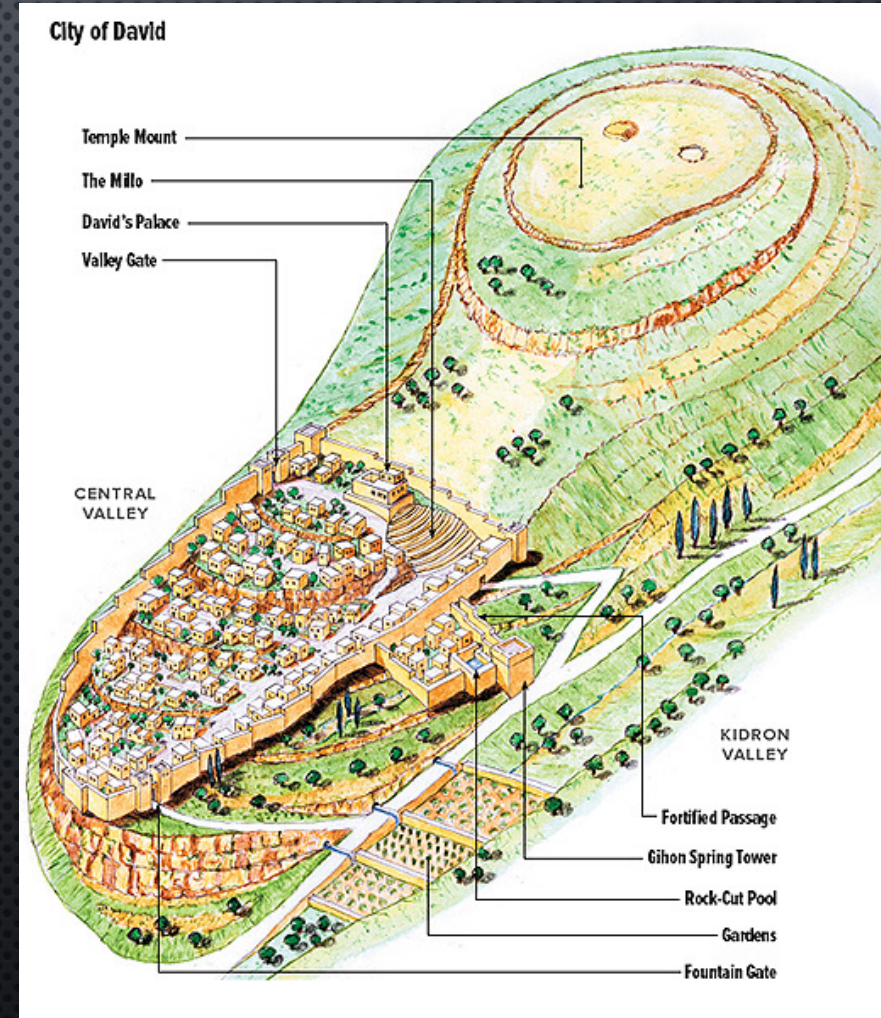 City of David
Temple Mount
The Millo
David's Palace
Valley Gate
CENTRAL
VALLEY
KIDRON
VALLEY
Fortified Passage
Gihon Spring Tower
Rock-Cut Pool
Gardens
Fountain Gate